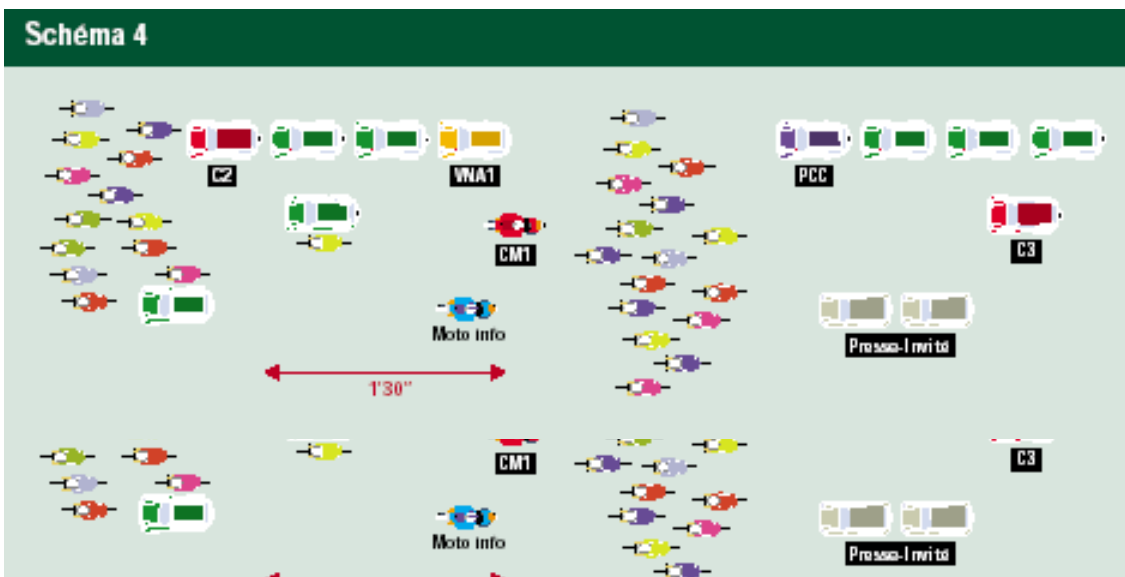 Schéma 4
C2
VNA1
PCC
CM1
C3
Moto info
Presse-Invité
1'30"
CM1
C3
Moto info
Presse-Invité